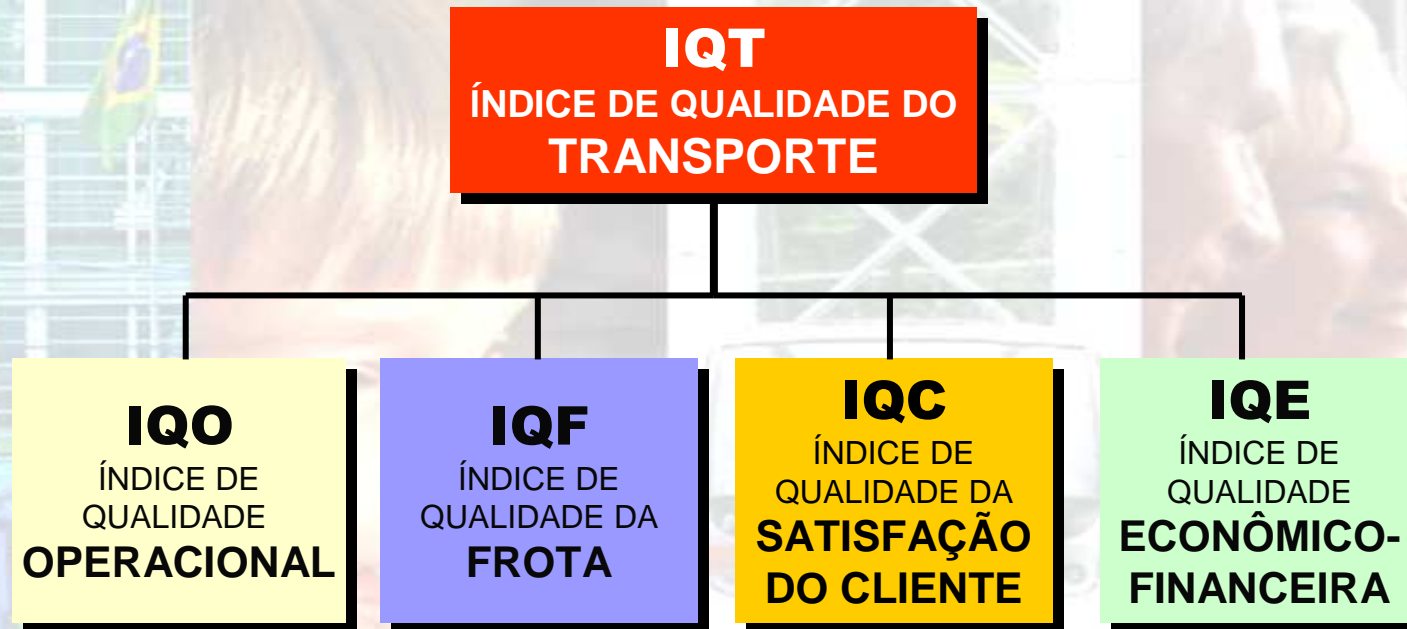 IQT
ÍNDICE DE QUALIDADE DO
TRANSPORTE
IQO
ÍNDICE DE
QUALIDADE
OPERACIONAL
IQF
ÍNDICE DE
QUALIDADE DA
FROTA
IQC
ÍNDICE DE
QUALIDADE DA
SATISFAÇÃO
DO CLIENTE
IQE
ÍNDICE DE
QUALIDADE
ECONÔMICO-
FINANCEIRA